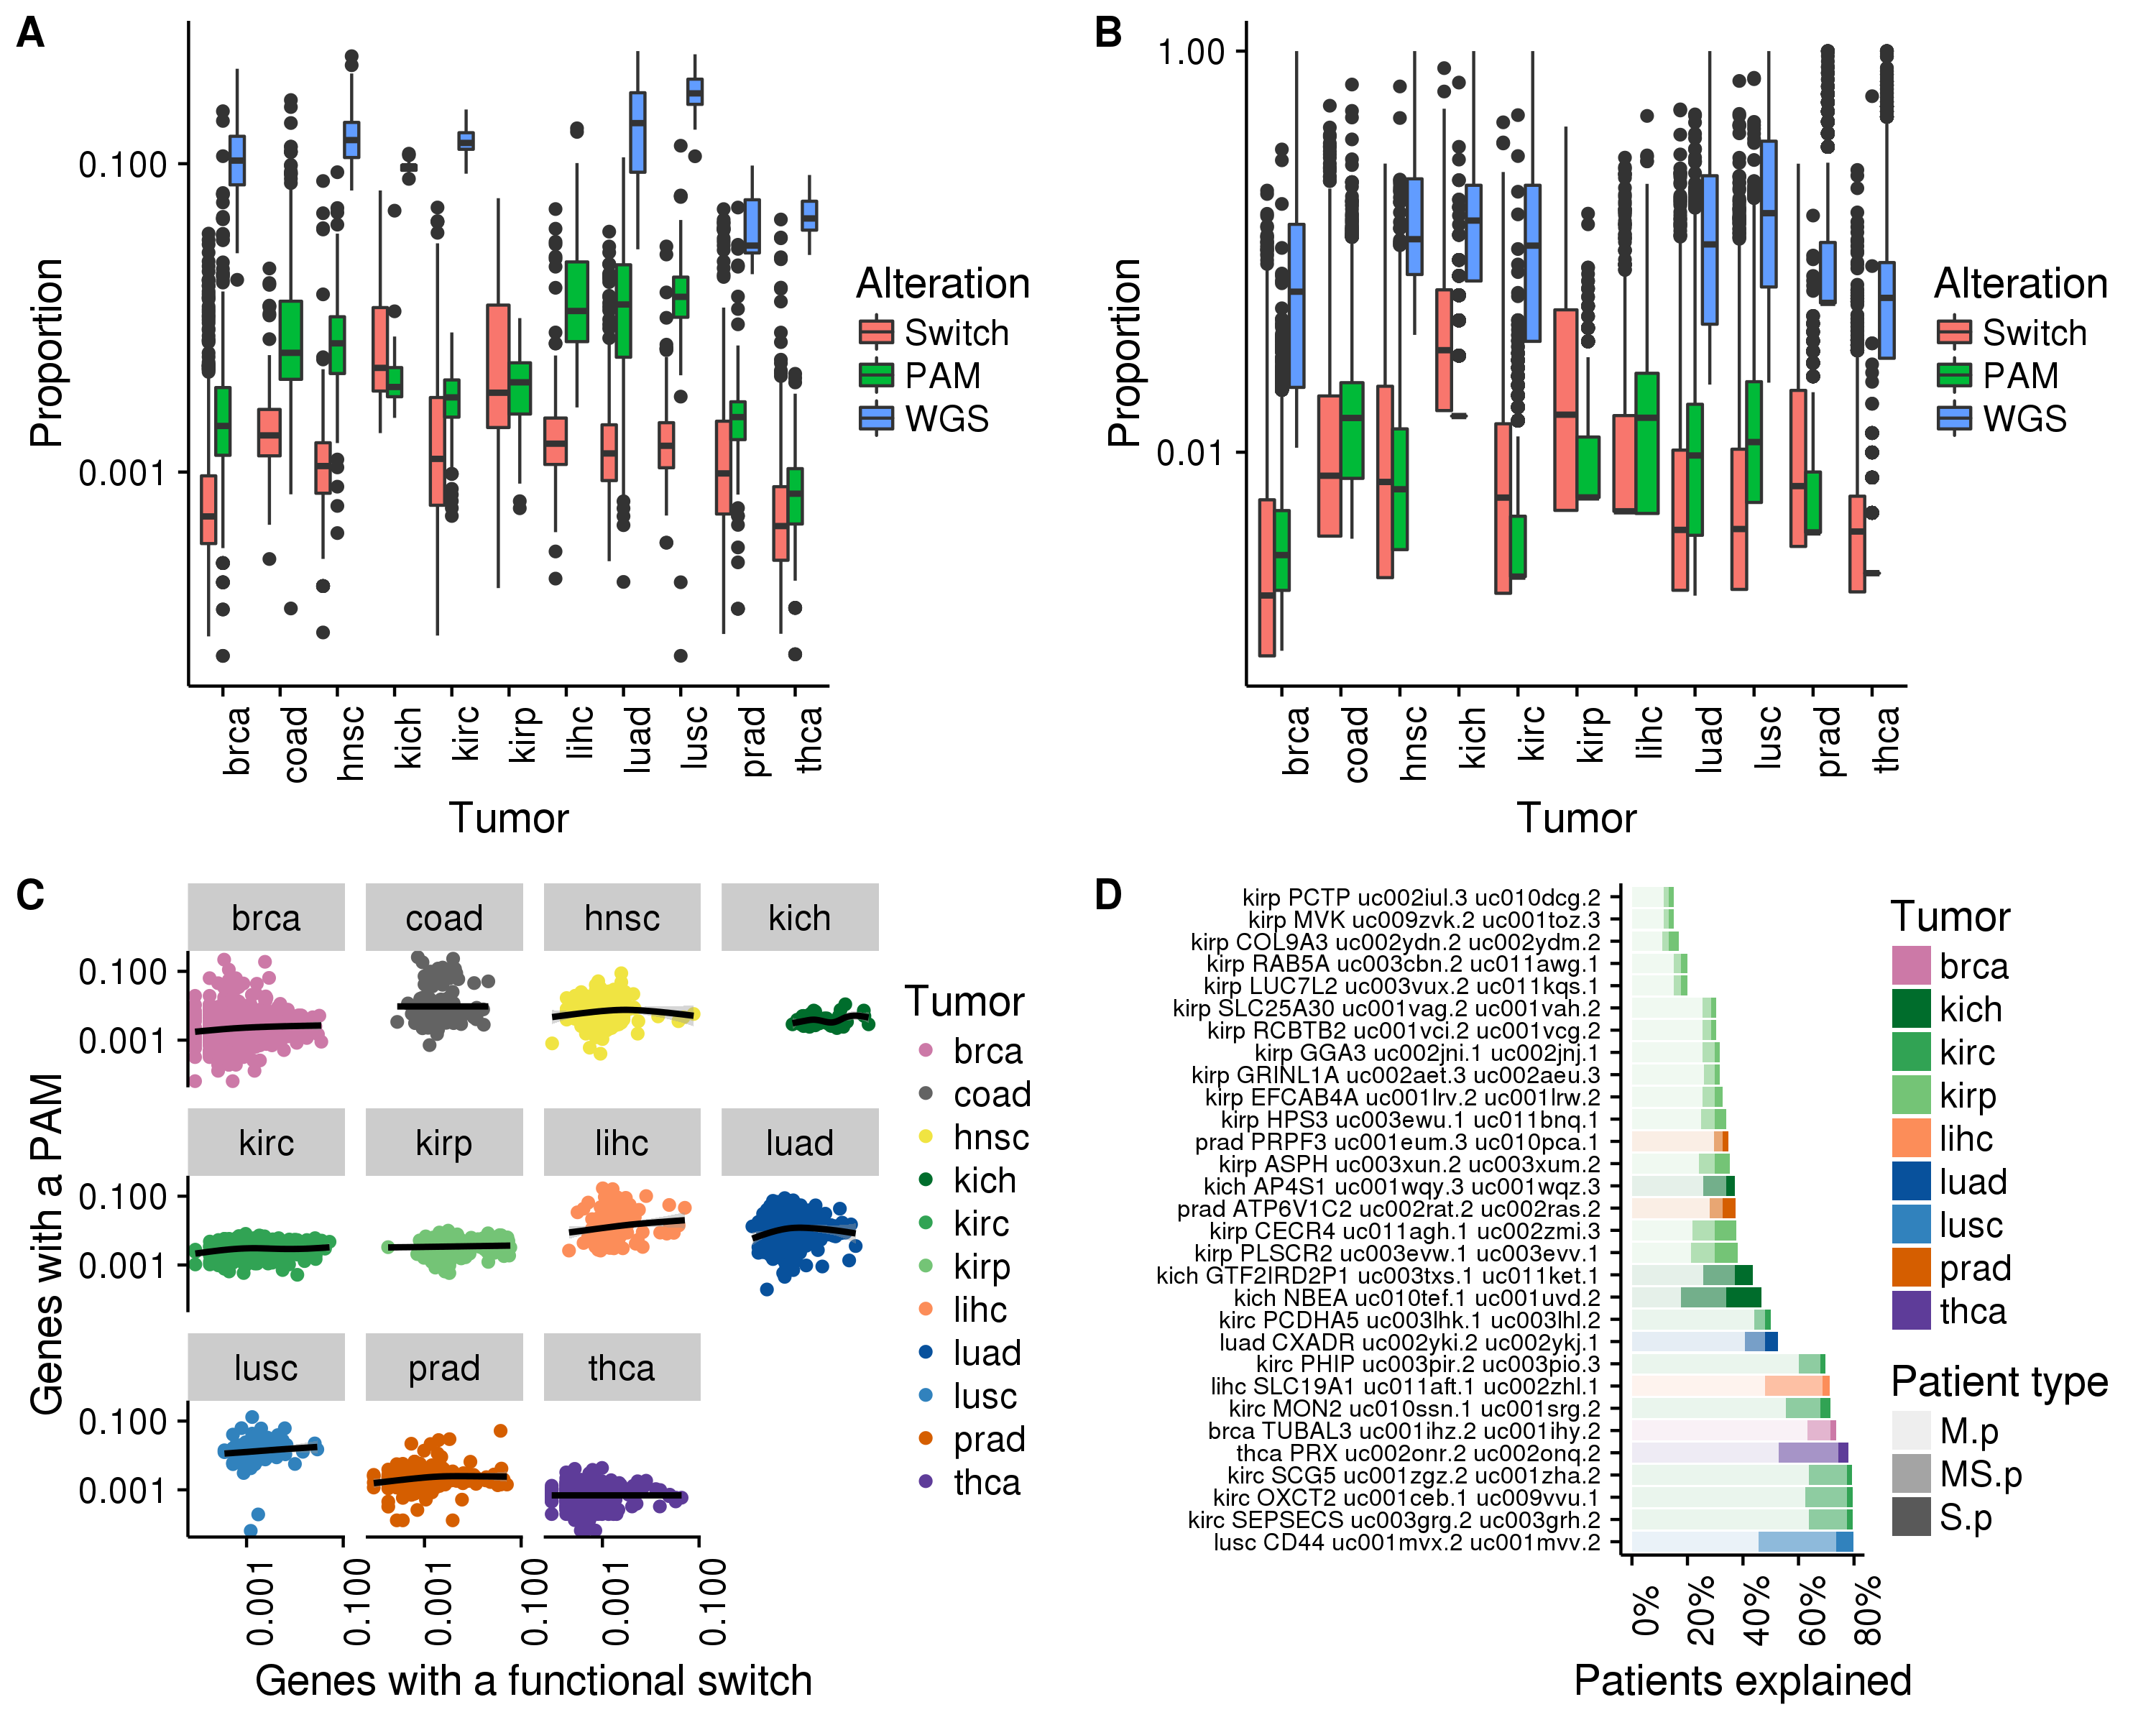 A
0.100
0.001
Proportion
brca
coad
hnsc
kich
kirc
kirp
lihc
luad
lusc
prad
thca
Tumor
Alteration
Switch
PAM
WGS
B
1.00
0.01
Proportion
brca
coad
hnsc
kich
kirc
kirp
lihc
luad
lusc
prad
thca
Tumor
Alteration
Switch
PAM
WGS
C
Genes with a PAM
brca
coad
hnsc
kich
0.100
0.001
kirc
kirp
lihc
luad
0.100
0.001
lusc
prad
thca
0.100
0.001
0.001
0.100
0.001
0.100
0.001
0.100
Genes with a functional switch
Tumor
brca
coad
hnsc
kich
kirc
kirp
lihc
luad
lusc
prad
thca
D
kirp PCTP uc002iul.3 uc010dcg.2
kirp MVK uc009zvk.2 uc001toz.3
kirp COL9A3 uc002ydn.2 uc002ydm.2
kirp RAB5A uc003cbn.2 uc011awg.1
kirp LUC7L2 uc003vux.2 uc011kqs.1
kirp SLC25A30 uc001vag.2 uc001vah.2
kirp RCBTB2 uc001vci.2 uc001vcg.2
kirp GGA3 uc002jni.1 uc002jnj.1
kirp GRINL1A uc002aet.3 uc002aeu.3
kirp EFCAB4A uc001lrv.2 uc001lrw.2
kirp HPS3 uc003ewu.1 uc011bnq.1
prad PRPF3 uc001eum.3 uc010pca.1
kirp ASPH uc003xun.2 uc003xum.2
kich AP4S1 uc001wqy.3 uc001wqz.3
prad ATP6V1C2 uc002rat.2 uc002ras.2
kirp CECR4 uc011agh.1 uc002zmi.3
kirp PLSCR2 uc003evw.1 uc003evv.1
kich GTF2IRD2P1 uc003txs.1 uc011ket.1
kich NBEA uc010tef.1 uc001uvd.2
kirc PCDHA5 uc003lhk.1 uc003lhl.2
luad CXADR uc002yki.2 uc002ykj.1
kirc PHIP uc003pir.2 uc003pio.3
lihc SLC19A1 uc011aft.1 uc002zhl.1
kirc MON2 uc010ssn.1 uc001srg.2
brca TUBAL3 uc001ihz.2 uc001ihy.2
thca PRX uc002onr.2 uc002onq.2
kirc SCG5 uc001zgz.2 uc001zha.2
kirc OXCT2 uc001ceb.1 uc009vvu.1
kirc SEPSECS uc003grg.2 uc003grh.2
lusc CD44 uc001mvx.2 uc001mvv.2
0%
20%
40%
60%
80%
Patients explained
Tumor
brca
kich
kirc
kirp
lihc
luad
lusc
prad
thca
Patient type
M.p
MS.p
S.p